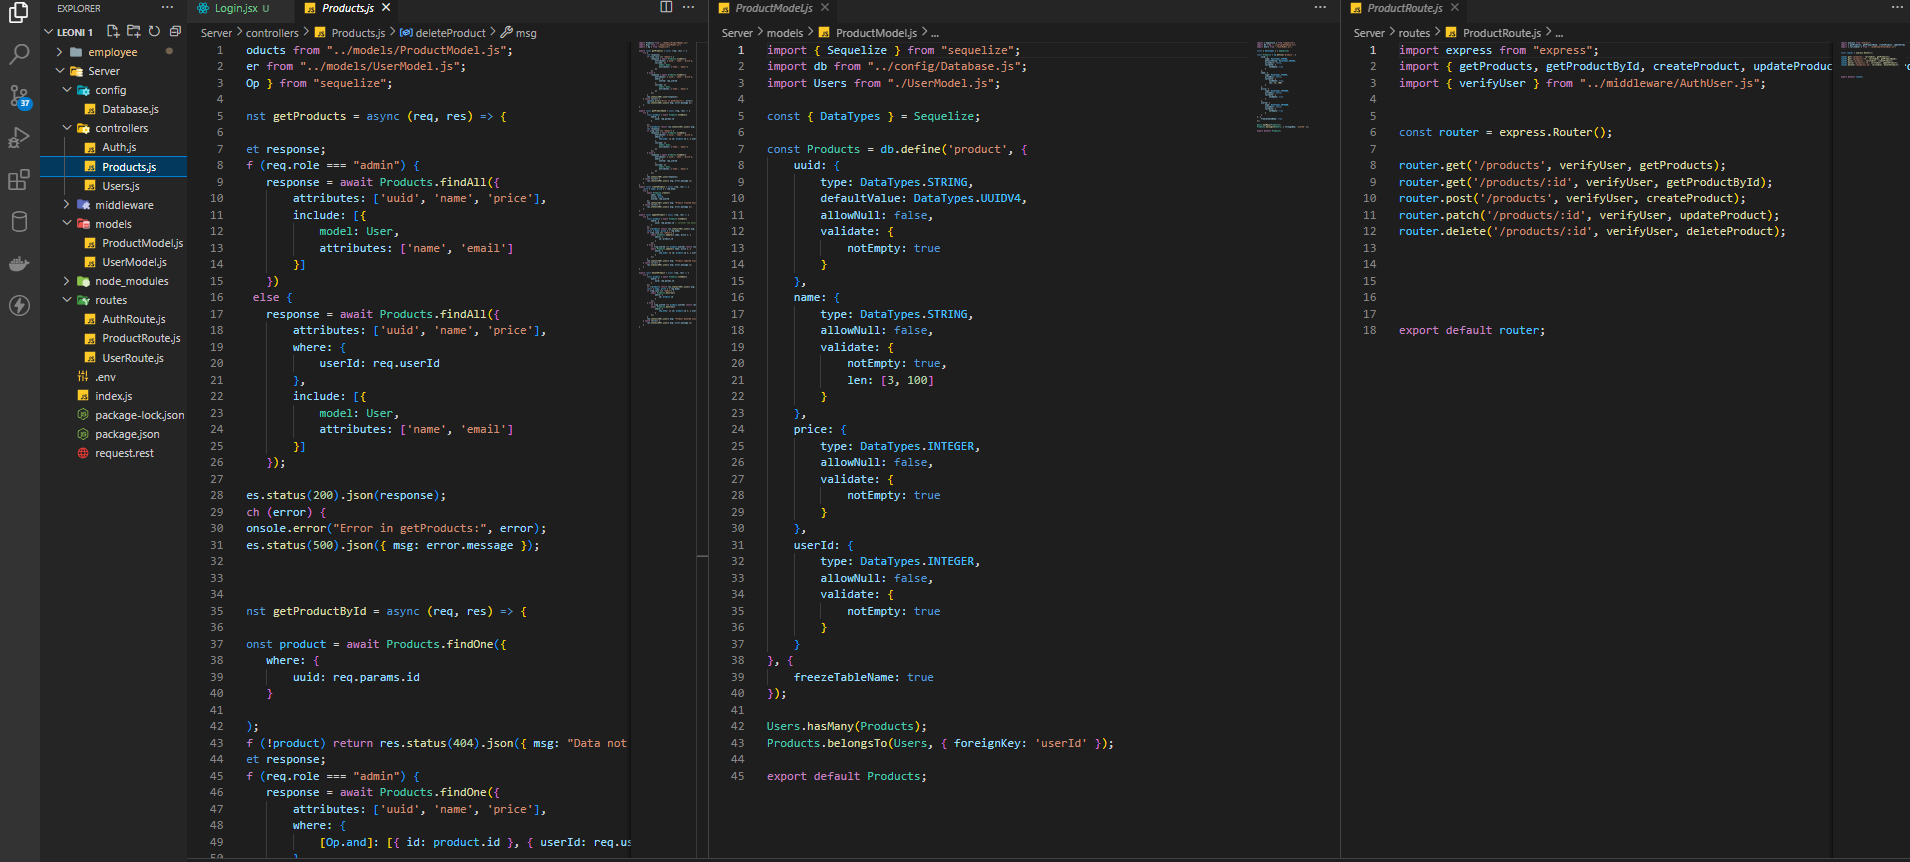 EXPLORER
LEONI 1
employee
Server
config
Database.js
controllers
Auth.js
Products.js
Users.js
middleware
models
ProductModel.js
UserModel.js
node_modules
routes
AuthRoute.js
ProductRoute.js
UserRoute.js
.env
index.js
package-lock.json
package.json
request.rest
37
Login.jsx U
Products.js
Server > controllers > Products.js > deleteProduct > msg
1 oducts from "../models/ProductModel.js";
2 er from "../models/UserModel.js";
3 Op } from "sequelize";
4
5 nst getProducts = async (req, res) => {
6
7 et response;
8 f (req.role === "admin") {
9 response = await Products.findAll({
10 attributes: ['uuid', 'name', 'price'],
11 include: [{
12 model: User,
13 attributes: ['name', 'email']
14 }]
15 })
16 else {
17 response = await Products.findAll({
18 attributes: ['uuid', 'name', 'price'],
19 where: {
20 userId: req.userId
21 },
22 include: [{
23 model: User,
24 attributes: ['name', 'email']
25 }]
26 });
27
28 es.status(200).json(response);
29 ch (error) {
30 onsole.error("Error in getProducts:", error);
31 es.status(500).json({ msg: error.message });
32
33
34
35 nst getProductById = async (req, res) => {
36
37 onst product = await Products.findOne({
38 where: {
39 uuid: req.params.id
40 }
41
42 );
43 f (!product) return res.status(404).json({ msg: "Data not
44 et response;
45 f (req.role === "admin") {
46 response = await Products.findOne({
47 attributes: ['uuid', 'name', 'price'],
48 where: {
49 [Op.and]: [{ id: product.id }, { userId: req.us
50 }
ProductModel.js
Server > models > ProductModel.js > ...
1 import { Sequelize } from "sequelize";
2 import db from "../config/Database.js";
3 import Users from "./UserModel.js";
4
5 const { DataTypes } = Sequelize;
6
7 const Products = db.define('product', {
8 uuid: {
9 type: DataTypes.STRING,
10 defaultValue: DataTypes.UUIDV4,
11 allowNull: false,
12 validate: {
13 notEmpty: true
14 }
15 },
16 name: {
17 type: DataTypes.STRING,
18 allowNull: false,
19 validate: {
20 notEmpty: true,
21 len: [3, 100]
22 }
23 },
24 price: {
25 type: DataTypes.INTEGER,
26 allowNull: false,
27 validate: {
28 notEmpty: true
29 }
30 },
31 userId: {
32 type: DataTypes.INTEGER,
33 allowNull: false,
34 validate: {
35 notEmpty: true
36 }
37 }
38 }, {
39 freezeTableName: true
40 });
41
42 Users.hasMany(Products);
43 Products.belongsTo(Users, { foreignKey: 'userId' });
44
45 export default Products;
ProductRoute.js
Server > routes > ProductRoute.js > ...
1 import express from "express";
2 import { getProducts, getProductById, createProduct, updateProduc
3 import { verifyUser } from "../middleware/AuthUser.js";
4
5
6 const router = express.Router();
7
8 router.get('/products', verifyUser, getProducts);
9 router.get('/products/:id', verifyUser, getProductById);
10 router.post('/products', verifyUser, createProduct);
11 router.patch('/products/:id', verifyUser, updateProduct);
12 router.delete('/products/:id', verifyUser, deleteProduct);
13
14
15
16
17
18 export default router;